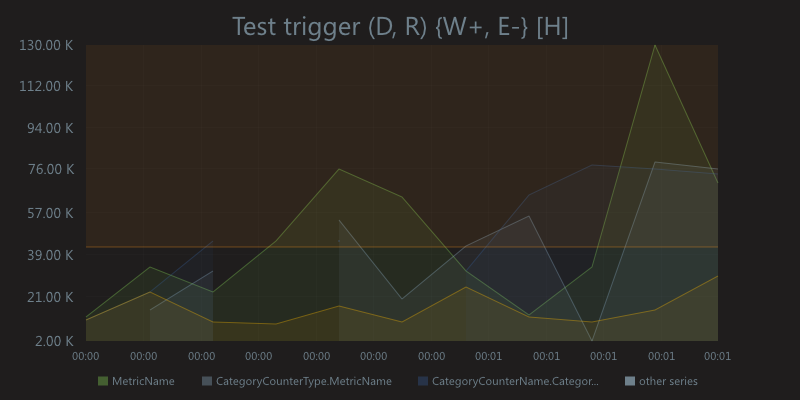 Test trigger (D, R) {W+, E-} [H]
130.00 K
112.00 K
94.00 K
76.00 K
57.00 K
39.00 K
21.00 K
2.00 K
00:00 00:00 00:00 00:00 00:00 00:00 00:00 00:01 00:01 00:01 00:01 00:01
MetricName CategoryCounterType.MetricName CategoryCounterName.Categor... other series